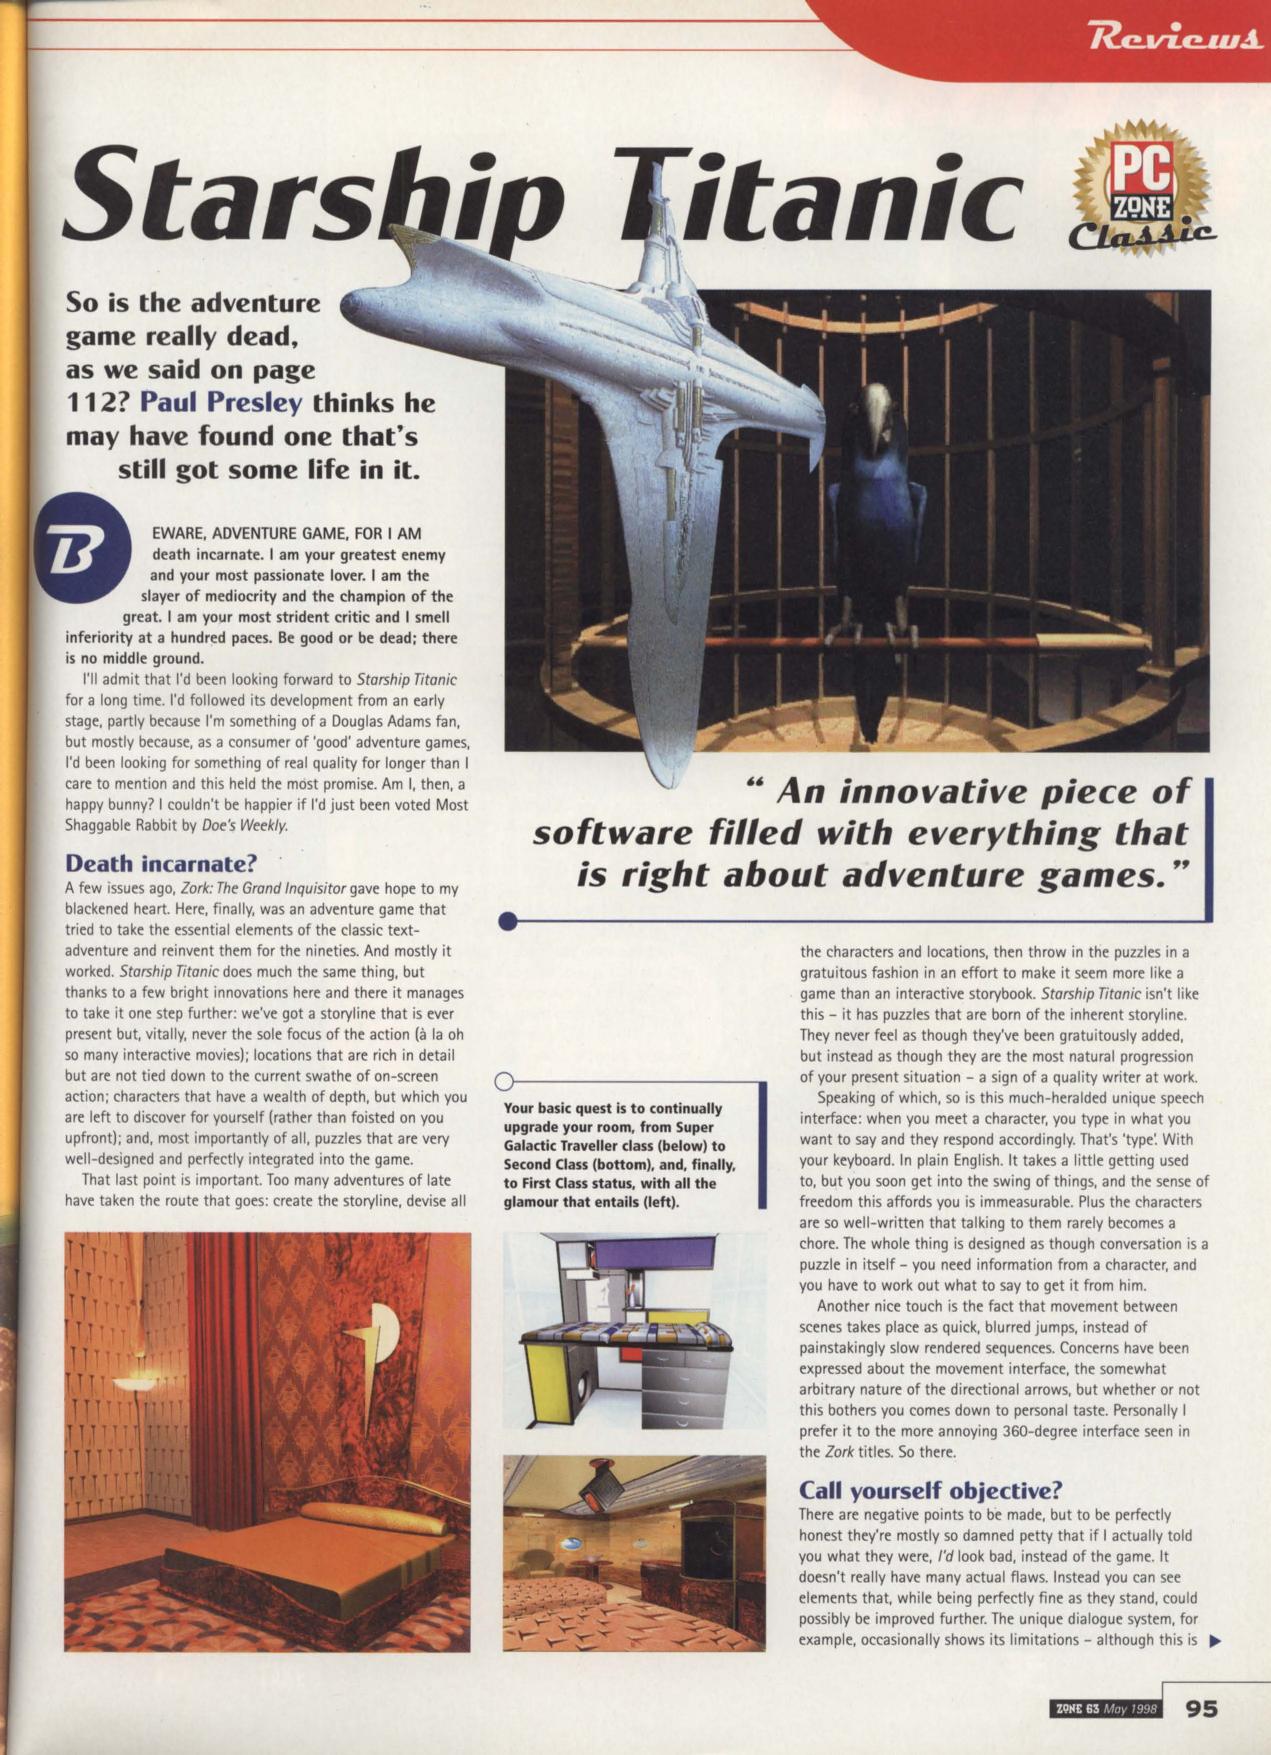 Reviews
Starship Titanic
PC
ZONE
Classic
So is the adventure
game really dead,
as we said on page
112? Paul Presley thinks he
may have found one that's
still got some life in it.
BEWARE, ADVENTURE GAME, FOR I AM
death incarnate. I am your greatest enemy
and your most passionate lover. I am the
slayer of mediocrity and the champion of the
great. I am your most strident critic and I smell
inferiority at a hundred paces. Be good or be dead; there
is no middle ground.
I'll admit that I'd been looking forward to Starship Titanic
for a long time. I'd followed its development from an early
stage, partly because I'm something of a Douglas Adams fan,
but mostly because, as a consumer of 'good' adventure games,
I'd been looking for something of real quality for longer than I
care to mention and this held the most promise. Am I, then, a
happy bunny? I couldn't be happier if I'd just been voted Most
Shaggable Rabbit by Doe's Weekly.
Death incarnate?
A few issues ago, Zork: The Grand Inquisitor gave hope to my
blackened heart. Here, finally, was an adventure game that
tried to take the essential elements of the classic text-
adventure and reinvent them for the nineties. And mostly it
worked. Starship Titanic does much the same thing, but
thanks to a few bright innovations here and there it manages
to take it one step further: we've got a storyline that is ever
present but, vitally, never the sole focus of the action (à la oh
so many interactive movies); locations that are rich in detail
but are not tied down to the current swathe of on-screen
action; characters that have a wealth of depth, but which you
are left to discover for yourself (rather than foisted on you
upfront); and, most importantly of all, puzzles that are very
well-designed and perfectly integrated into the game.
That last point is important. Too many adventures of late
have taken the route that goes: create the storyline, devise all
“ An innovative piece of
software filled with everything that
is right about adventure games.”
Your basic quest is to continually
upgrade your room, from Super
Galactic Traveller class (below) to
Second Class (bottom), and, finally,
to First Class status, with all the
glamour that entails (left).
the characters and locations, then throw in the puzzles in a
gratuitous fashion in an effort to make it seem more like a
game than an interactive storybook. Starship Titanic isn't like
this – it has puzzles that are born of the inherent storyline.
They never feel as though they've been gratuitously added,
but instead as though they are the most natural progression
of your present situation – a sign of a quality writer at work.
Speaking of which, so is this much-heralded unique speech
interface: when you meet a character, you type in what you
want to say and they respond accordingly. That's 'type'. With
your keyboard. In plain English. It takes a little getting used
to, but you soon get into the swing of things, and the sense of
freedom this affords you is immeasurable. Plus the characters
are so well-written that talking to them rarely becomes a
chore. The whole thing is designed as though conversation is a
puzzle in itself – you need information from a character, and
you have to work out what to say to get it from him.
Another nice touch is the fact that movement between
scenes takes place as quick, blurred jumps, instead of
painstakingly slow rendered sequences. Concerns have been
expressed about the movement interface, the somewhat
arbitrary nature of the directional arrows, but whether or not
this bothers you comes down to personal taste. Personally I
prefer it to the more annoying 360-degree interface seen in
the Zork titles. So there.
Call yourself objective?
There are negative points to be made, but to be perfectly
honest they're mostly so damned petty that if I actually told
you what they were, I'd look bad, instead of the game. It
doesn't really have many actual flaws. Instead you can see
elements that, while being perfectly fine as they stand, could
possibly be improved further. The unique dialogue system, for
example, occasionally shows its limitations – although this is
ZONE 63 May 1998 95